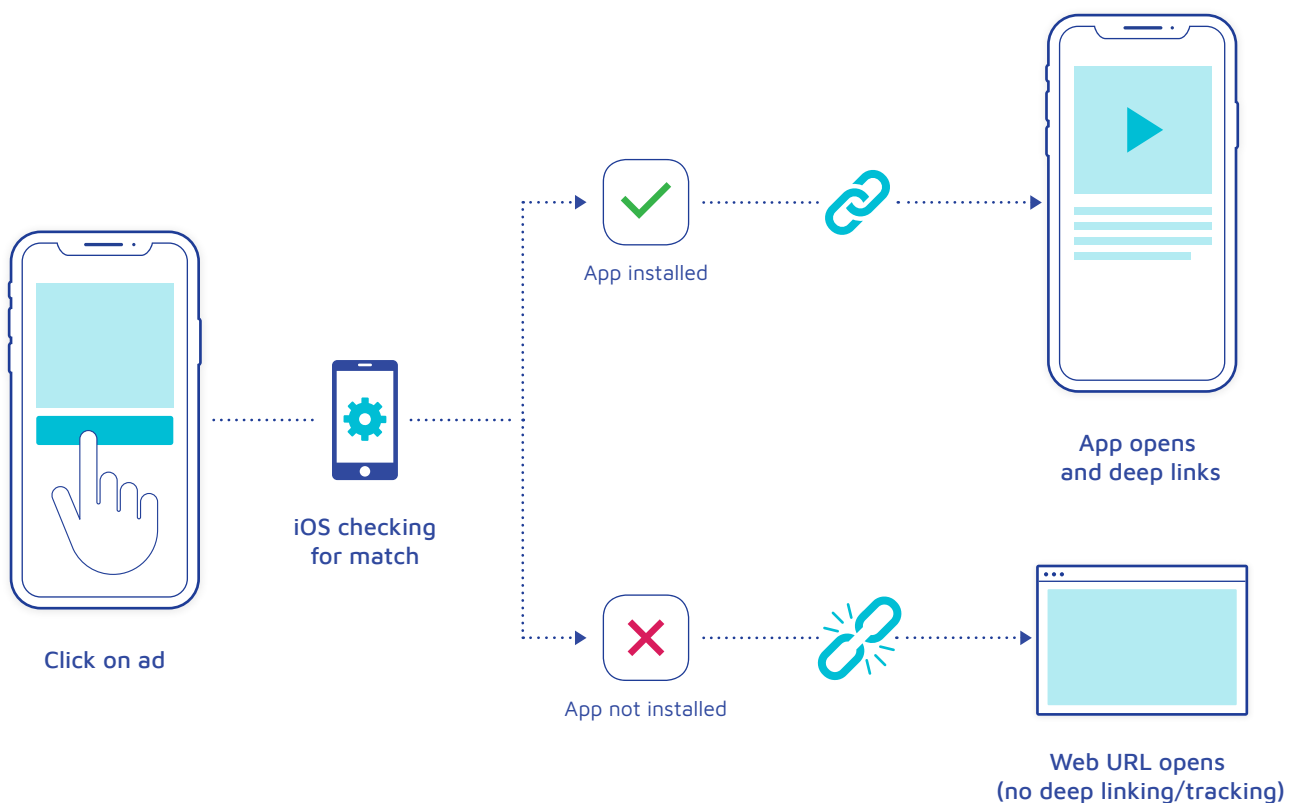 Click on ad
iOS checking
for match
App installed
App opens
and deep links
App not installed
Web URL opens
(no deep linking/tracking)